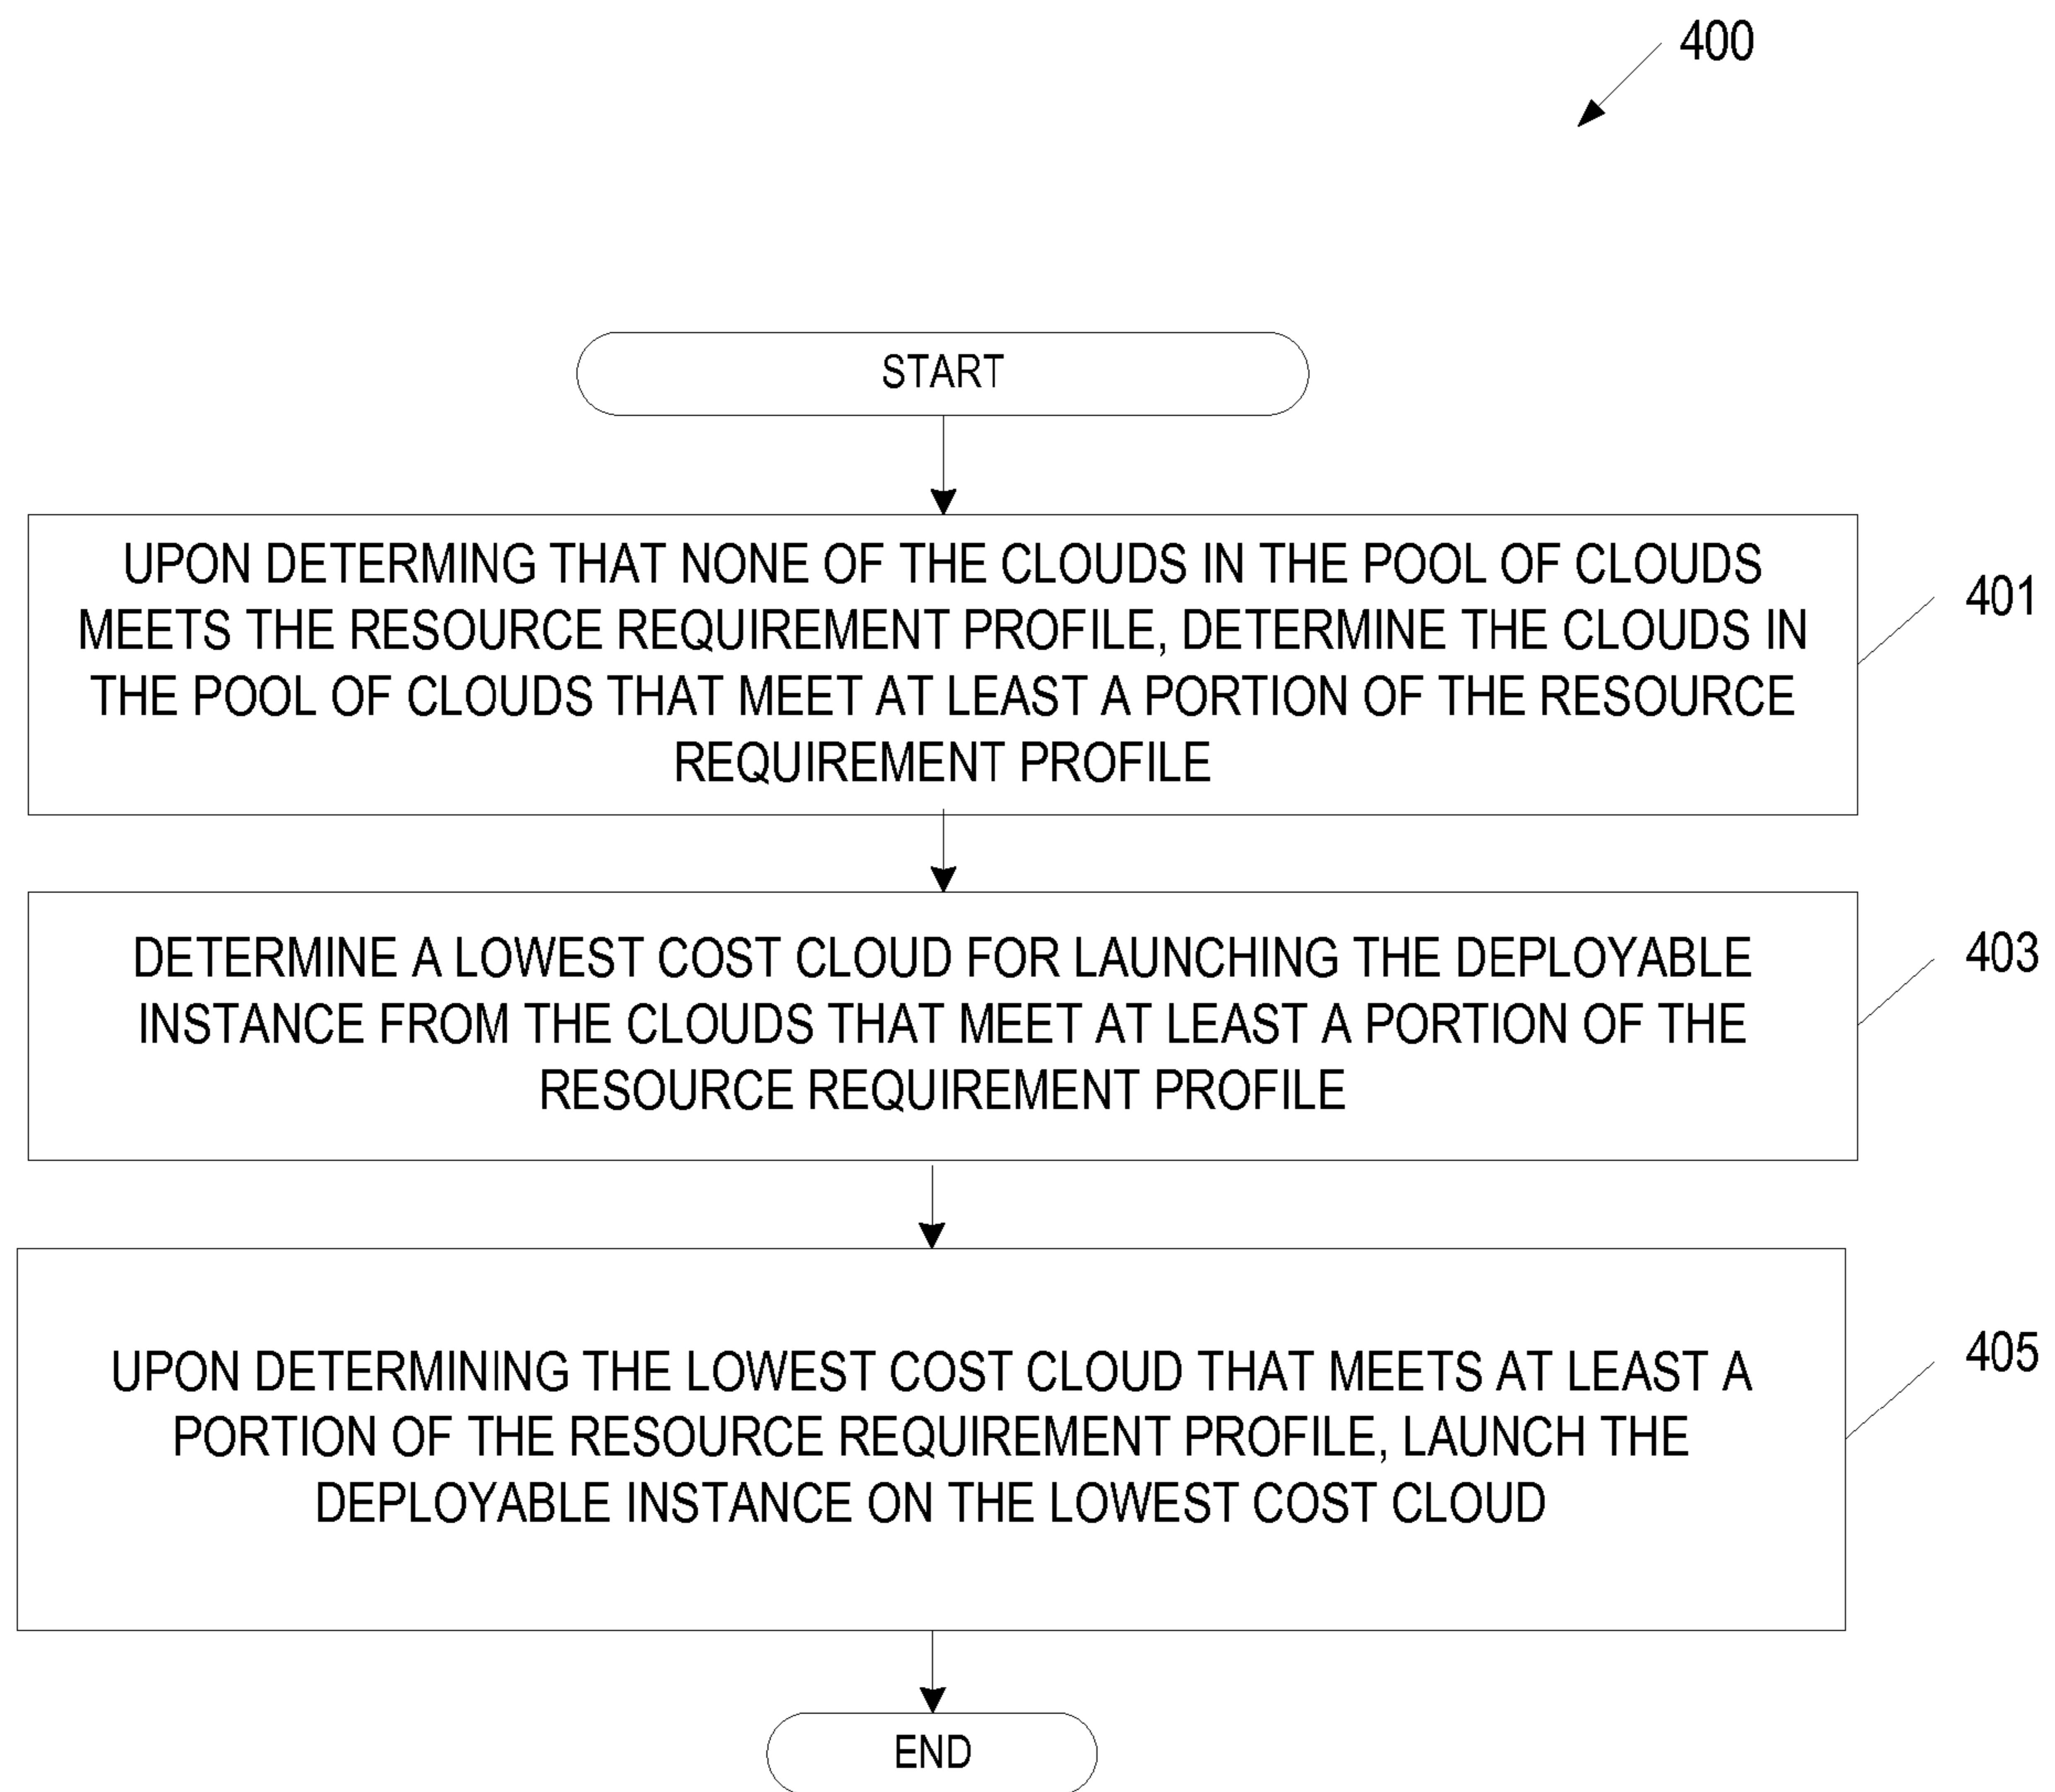 400
START
UPON DETERMING THAT NONE OF THE CLOUDS IN THE POOL OF CLOUDS
MEETS THE RESOURCE REQUIREMENT PROFILE, DETERMINE THE CLOUDS IN
THE POOL OF CLOUDS THAT MEET AT LEAST A PORTION OF THE RESOURCE
REQUIREMENT PROFILE
401
DETERMINE A LOWEST COST CLOUD FOR LAUNCHING THE DEPLOYABLE
INSTANCE FROM THE CLOUDS THAT MEET AT LEAST A PORTION OF THE
RESOURCE REQUIREMENT PROFILE
403
UPON DETERMINING THE LOWEST COST CLOUD THAT MEETS AT LEAST A
PORTION OF THE RESOURCE REQUIREMENT PROFILE, LAUNCH THE
DEPLOYABLE INSTANCE ON THE LOWEST COST CLOUD
405
END